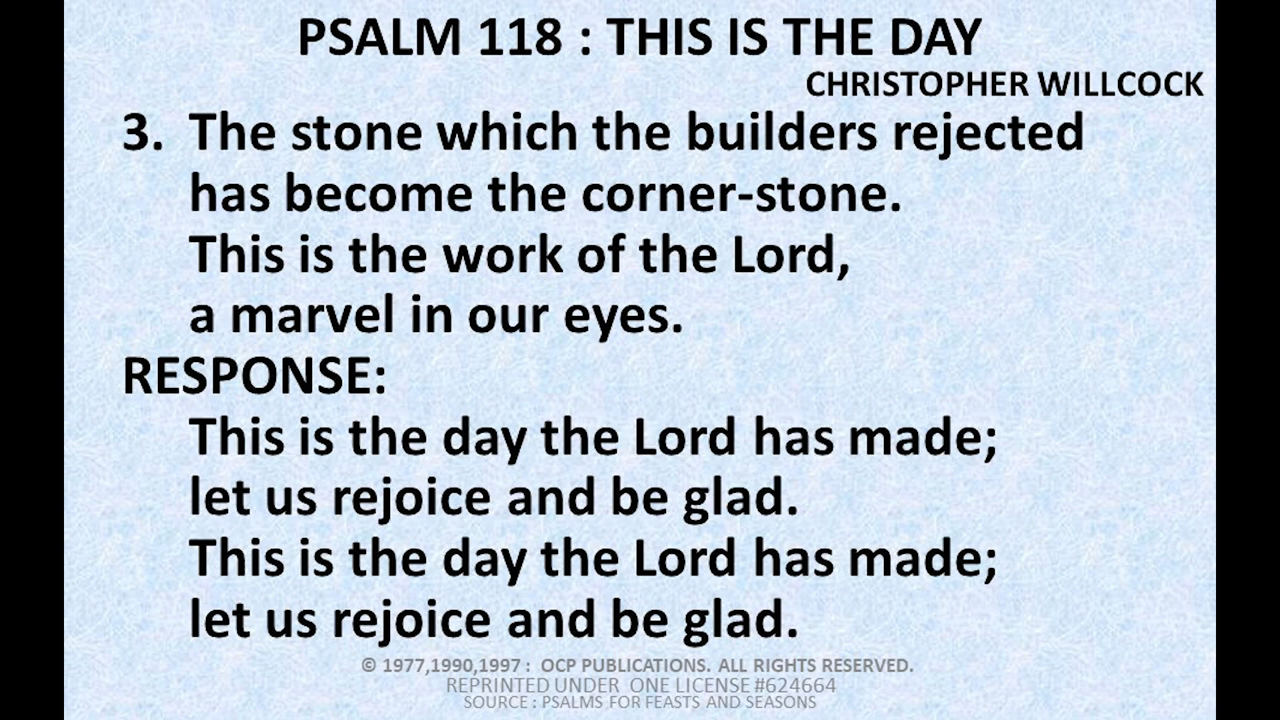 PSALM 118 : THIS IS THE DAY
CHRISTOPHER WILLCOCK
3. The stone which the builders rejected
has become the corner-stone.
This is the work of the Lord,
a marvel in our eyes.
RESPONSE:
This is the day the Lord has made;
let us rejoice and be glad.
This is the day the Lord has made;
let us rejoice and be glad.
© 1977,1990,1997 : OCP PUBLICATIONS. ALL RIGHTS RESERVED.
REPRINTED UNDER ONE LICENSE #624664
SOURCE : PSALMS FOR FEASTS AND SEASONS